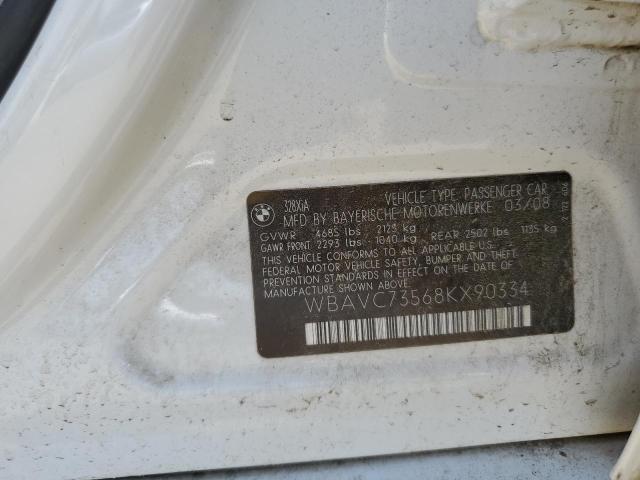 328XiA
VEHICLE TYPE: PASSENGER CAR
MFD BY BAYERISCHE MOTORENWERKE 03/08
GVWR 4685 lbs 2125 kg
GAWR FRONT 2293 lbs 1040 kg REAR 2502 lbs 1135 kg
THIS VEHICLE CONFORMS TO ALL APPLICABLE U.S.
FEDERAL MOTOR VEHICLE SAFETY, BUMPER AND THEFT
PREVENTION STANDARDS IN EFFECT ON THE DATE OF
MANUFACTURE SHOWN ABOVE.
WBAVC73568KX90334